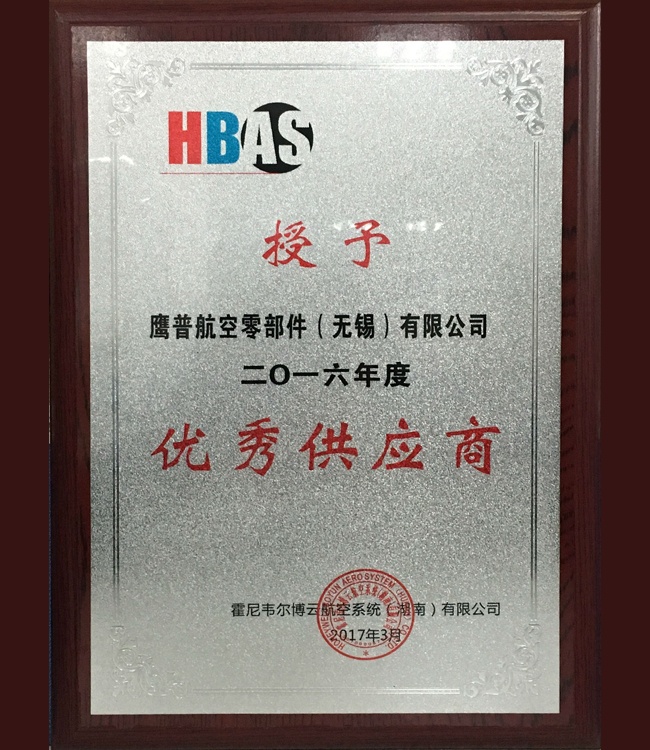 HBAS
授予
鹰普航空零部件（无锡）有限公司
二O一六年度
优秀供应商
霍尼韦尔博云航空系统（湖南）有限公司
2017年3月